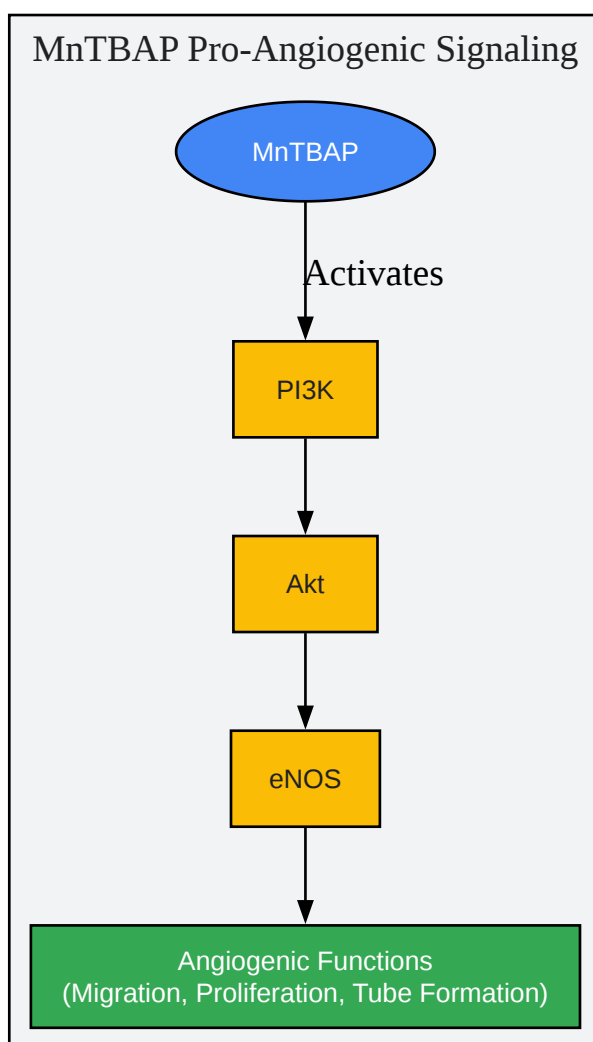 MnTBAP Pro-Angiogenic Signaling
MnTBAP
Activates
PI3K
Akt
eNOS
Angiogenic Functions
(Migration, Proliferation, Tube Formation)